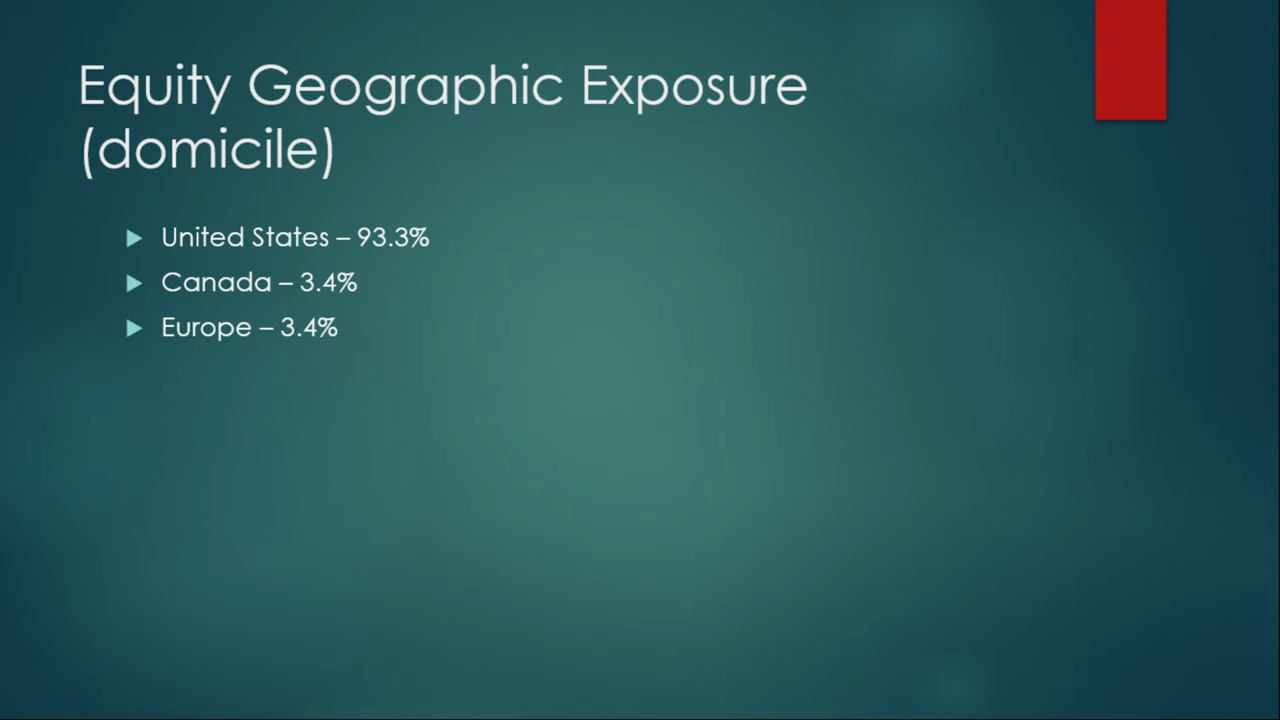 Equity Geographic Exposure
(domicile)
United States – 93.3%
Canada – 3.4%
Europe – 3.4%